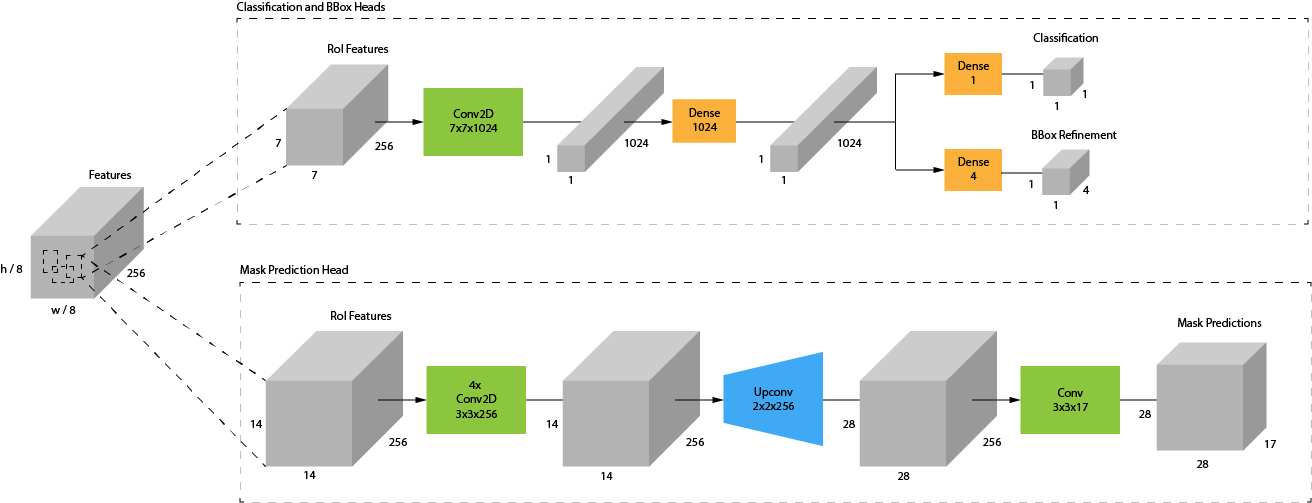 Classification and BBox Heads
RoI Features
7
7
256
Conv2D
7x7x1024
1
1
1024
Dense
1024
1
1
1024
Dense
1
Classification
1
1
1
Dense
4
BBox Refinement
1
1
4
Features
h / 8
w / 8
256
Mask Prediction Head
RoI Features
14
14
256
4x
Conv2D
3x3x256
14
14
256
Upconv
2x2x256
28
28
256
Conv
3x3x17
Mask Predictions
28
28
17